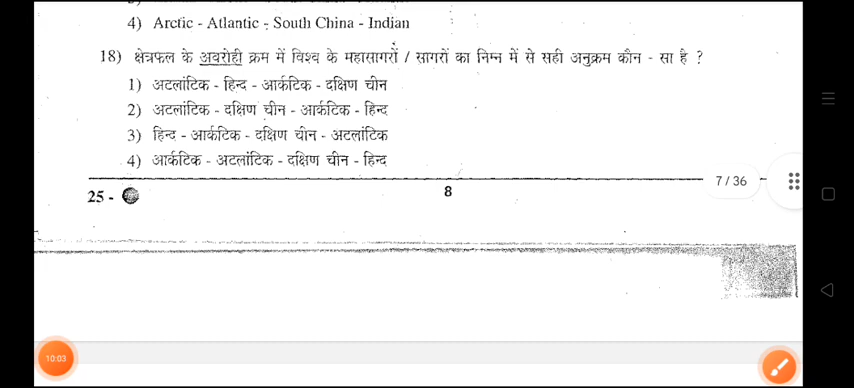 4) Arctic - Atlantic - South China - Indian
18) क्षेत्रफल के अवरोही क्रम में विश्व के महासागरों / सागरों का निम्न में से सही अनुक्रम कौन - सा है ?
1) अटलांटिक - हिन्द - आर्कटिक - दक्षिण चीन
2) अटलांटिक - दक्षिण चीन - आर्कटिक - हिन्द
3) हिन्द - आर्कटिक - दक्षिण चीन - अटलांटिक
4) आर्कटिक - अटलांटिक - दक्षिण चीन - हिन्द
7 / 36
25 -
8
10:03